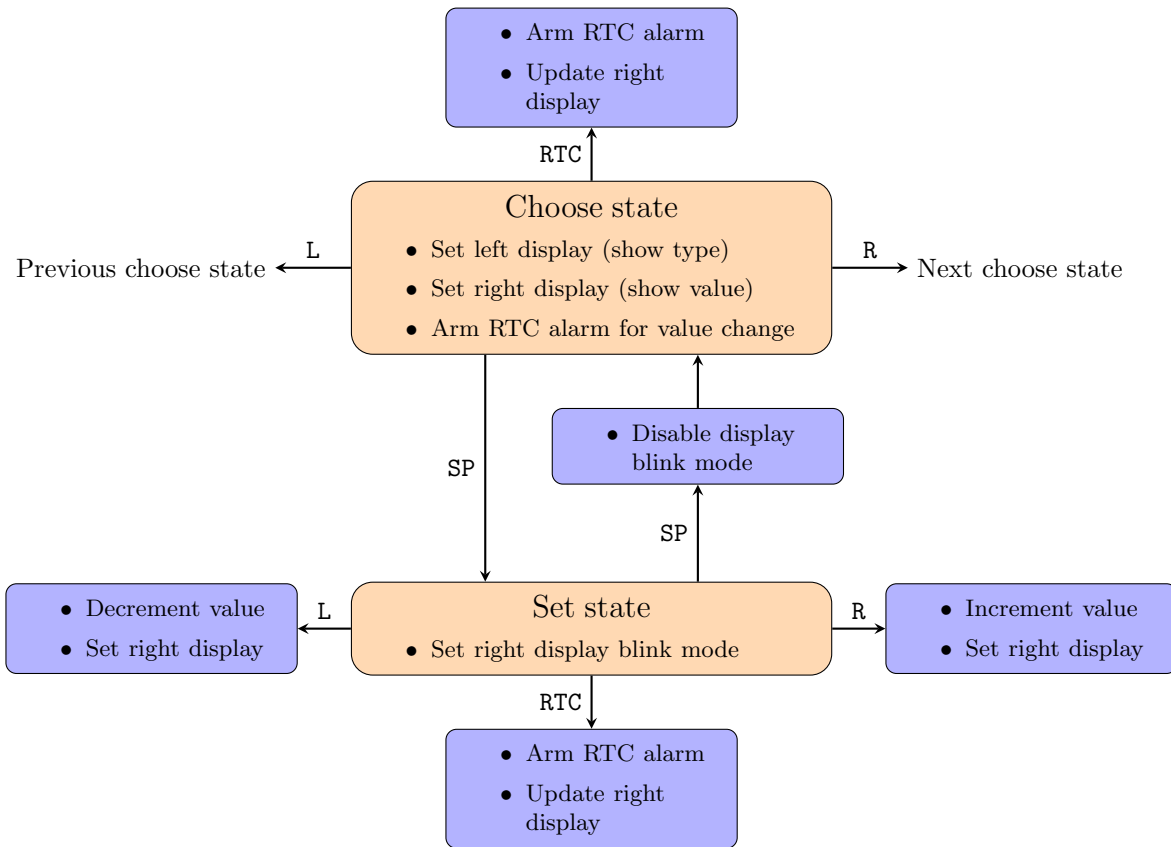 • Arm RTC alarm
• Update right
display
RTC
Choose state
• Set left display (show type)
• Set right display (show value)
• Arm RTC alarm for value change
Previous choose state
L
R
Next choose state
• Disable display
blink mode
SP
SP
• Decrement value
• Set right display
L
Set state
• Set right display blink mode
R
• Increment value
• Set right display
RTC
• Arm RTC alarm
• Update right
display